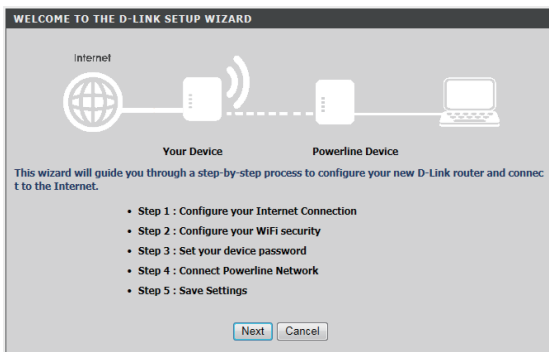 WELCOME TO THE D-LINK SETUP WIZARD
Internet
Your Device
Powerline Device
This wizard will guide you through a step-by-step process to configure your new D-Link router and connec
t to the Internet.
• Step 1 : Configure your Internet Connection
• Step 2 : Configure your WiFi security
• Step 3 : Set your device password
• Step 4 : Connect Powerline Network
• Step 5 : Save Settings
Next
Cancel